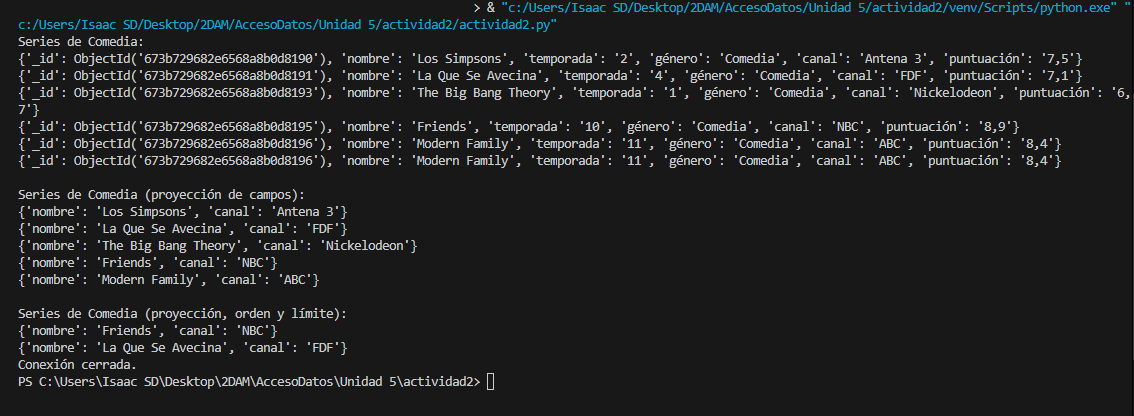 > & "c:/Users/Isaac SD/Desktop/2DAM/AccesoDatos/Unidad 5/actividad2/venv/Scripts/python.exe" "
c:/Users/Isaac SD/Desktop/2DAM/AccesoDatos/Unidad 5/actividad2/actividad2.py"
Series de Comedia:
{'_id': ObjectId('673b729682e6568a8b0d8190'), 'nombre': 'Los Simpsons', 'temporada': '2', 'género': 'Comedia', 'canal': 'Antena 3', 'puntuación': '7,5'}
{'_id': ObjectId('673b729682e6568a8b0d8191'), 'nombre': 'La Que Se Avecina', 'temporada': '4', 'género': 'Comedia', 'canal': 'FDF', 'puntuación': '7,1'}
{'_id': ObjectId('673b729682e6568a8b0d8193'), 'nombre': 'The Big Bang Theory', 'temporada': '1', 'género': 'Comedia', 'canal': 'Nickelodeon', 'puntuación': '6,
7'}
{'_id': ObjectId('673b729682e6568a8b0d8195'), 'nombre': 'Friends', 'temporada': '10', 'género': 'Comedia', 'canal': 'NBC', 'puntuación': '8,9'}
{'_id': ObjectId('673b729682e6568a8b0d8196'), 'nombre': 'Modern Family', 'temporada': '11', 'género': 'Comedia', 'canal': 'ABC', 'puntuación': '8,4'}
{'_id': ObjectId('673b729682e6568a8b0d8196'), 'nombre': 'Modern Family', 'temporada': '11', 'género': 'Comedia', 'canal': 'ABC', 'puntuación': '8,4'}
Series de Comedia (proyección de campos):
{'nombre': 'Los Simpsons', 'canal': 'Antena 3'}
{'nombre': 'La Que Se Avecina', 'canal': 'FDF'}
{'nombre': 'The Big Bang Theory', 'canal': 'Nickelodeon'}
{'nombre': 'Friends', 'canal': 'NBC'}
{'nombre': 'Modern Family', 'canal': 'ABC'}
Series de Comedia (proyección, orden y límite):
{'nombre': 'Friends', 'canal': 'NBC'}
{'nombre': 'La Que Se Avecina', 'canal': 'FDF'}
Conexión cerrada.
PS C:\Users\Isaac SD\Desktop\2DAM\AccesoDatos\Unidad 5\actividad2>